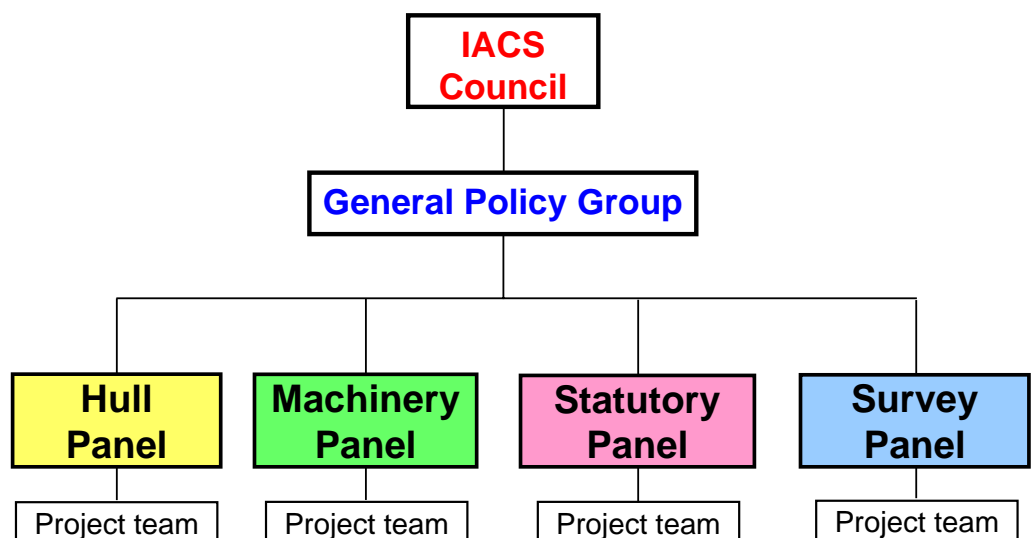 IACS
Council
General Policy Group
Hull
Panel
Machinery
Panel
Statutory
Panel
Survey
Panel
Project team
Project team
Project team
Project team